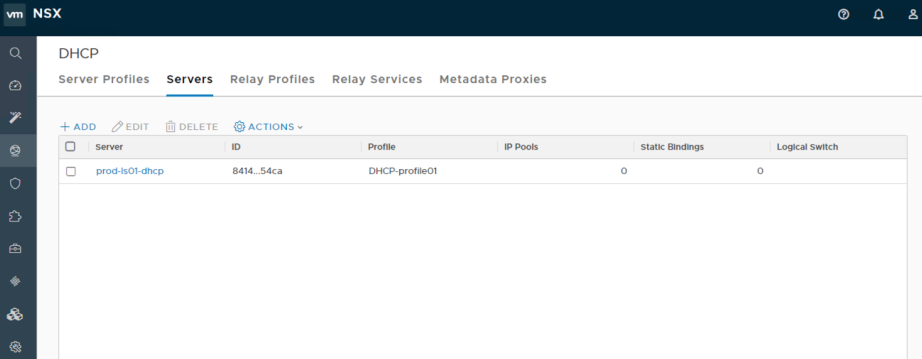 vm NSX
DHCP
Server Profiles Servers Relay Profiles Relay Services Metadata Proxies
+ ADD EDIT DELETE ACTIONS
Server ID Profile IP Pools Static Bindings Logical Switch
prod-ls01-dhcp 8414...54ca DHCP-profile01 0 0